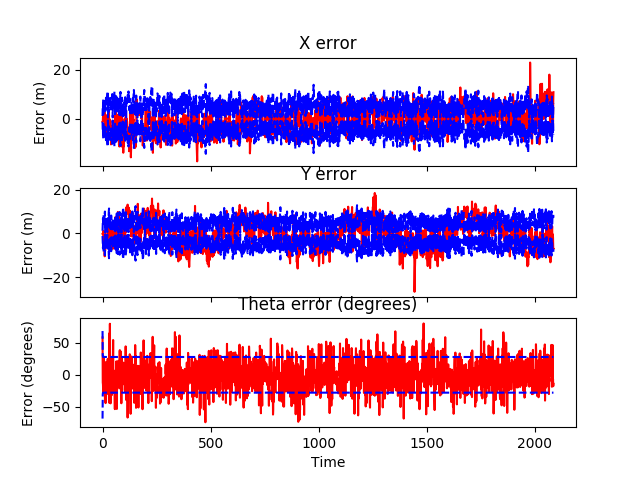 X error
20
0
Error (m)
Y error
20
0
−20
Error (m)
Theta error (degrees)
50
0
−50
Error (degrees)
0
500
1000
1500
2000
Time